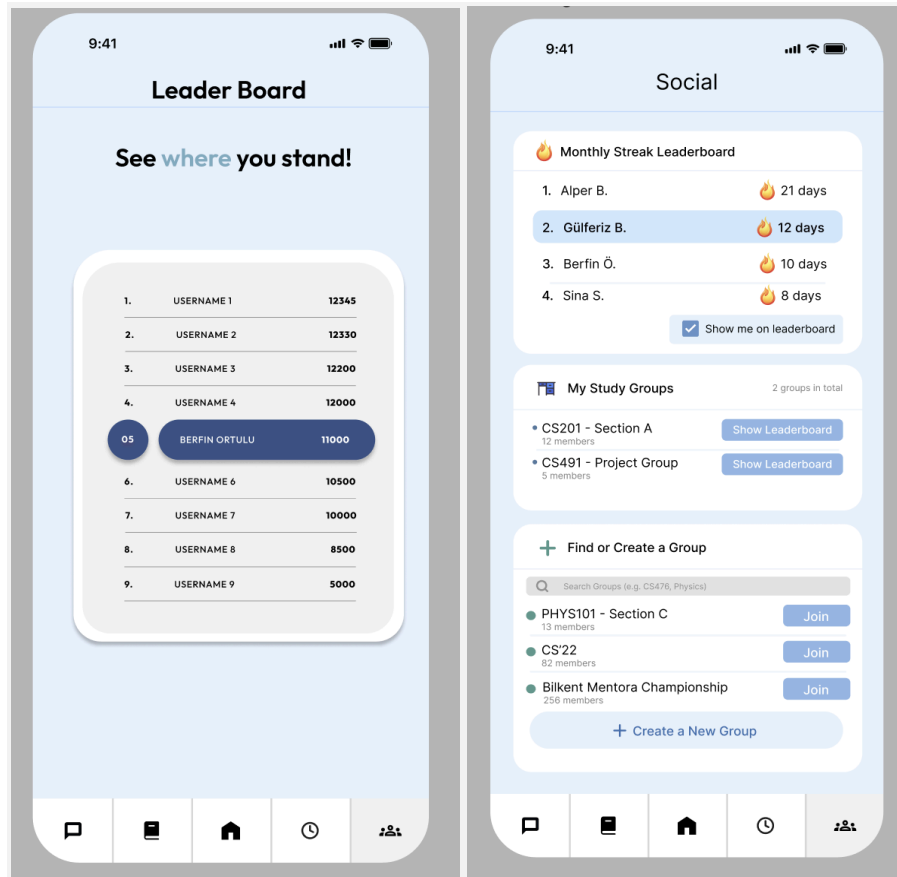 9:41
Leader Board
See where you stand!
1. USERNAME 1 12345
2. USERNAME 2 12330
3. USERNAME 3 12200
4. USERNAME 4 12000
05 BERFIN ORTULU 11000
6. USERNAME 6 10500
7. USERNAME 7 10000
8. USERNAME 8 8500
9. USERNAME 9 5000
9:41
Social
Monthly Streak Leaderboard
1. Alper B. 21 days
2. Gülferiz B. 12 days
3. Berfin Ö. 10 days
4. Sina S. 8 days
Show me on leaderboard
My Study Groups 2 groups in total
CS201 - Section A Show Leaderboard
12 members
CS491 - Project Group Show Leaderboard
5 members
Find or Create a Group
Search Groups (e.g. CS476, Physics)
PHYS101 - Section C Join
13 members
CS'22 Join
82 members
Bilkent Mentora Championship Join
256 members
+ Create a New Group